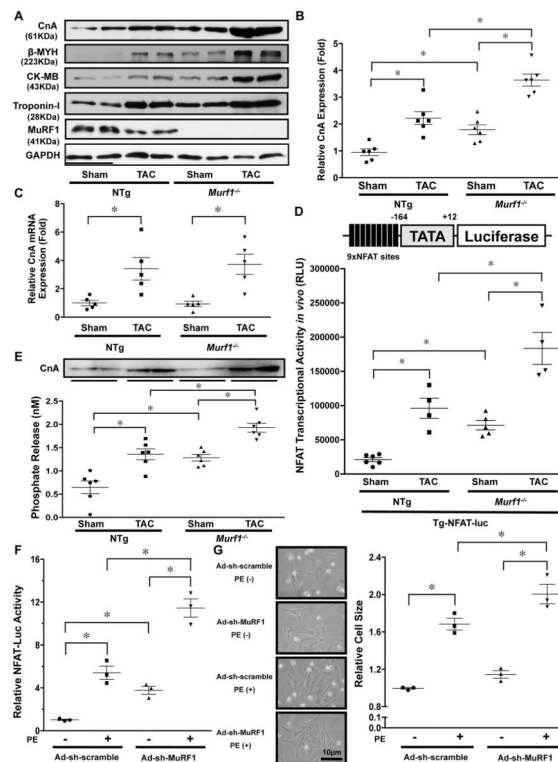 A
CnA
(61KDa)
β-MYH
(223KDa)
CK-MB
(43KDa)
Troponin-I
(28KDa)
MuRF1
(41KDa)
GAPDH
Sham TAC Sham TAC
NTg Murf1-/-
B
Relative CnA Expression (Fold)
5
4
3
2
1
0
* * * *
Sham TAC Sham TAC
NTg Murf1-/-
C
Relative CnA mRNA
Expression (Fold)
8
6
4
2
0
* *
Sham TAC Sham TAC
NTg Murf1-/-
D
-164 +12
TATA Luciferase
9xNFAT sites
NFAT Transcriptional Activity in vivo (RLU)
300000
250000
200000
150000
100000
50000
0
* * * *
Sham TAC Sham TAC
NTg Murf1-/-
Tg-NFAT-luc
E
CnA
Phosphate Release (nM)
2.5
2.0
1.5
1.0
0.5
0.0
* * * *
Sham TAC Sham TAC
NTg Murf1-/-
F
Relative NFAT-Luc Activity
16
12
8
4
0
* * * *
PE - + - +
Ad-sh-scramble Ad-sh-MuRF1
G
Ad-sh-scramble
PE (-)
Ad-sh-MuRF1
PE (-)
Ad-sh-scramble
PE (+)
Ad-sh-MuRF1
PE (+)
10μm
Relative Cell Size
2.2
1.8
1.4
1.0
0.1
0.0
* * *
PE - + - +
Ad-sh-scramble Ad-sh-MuRF1